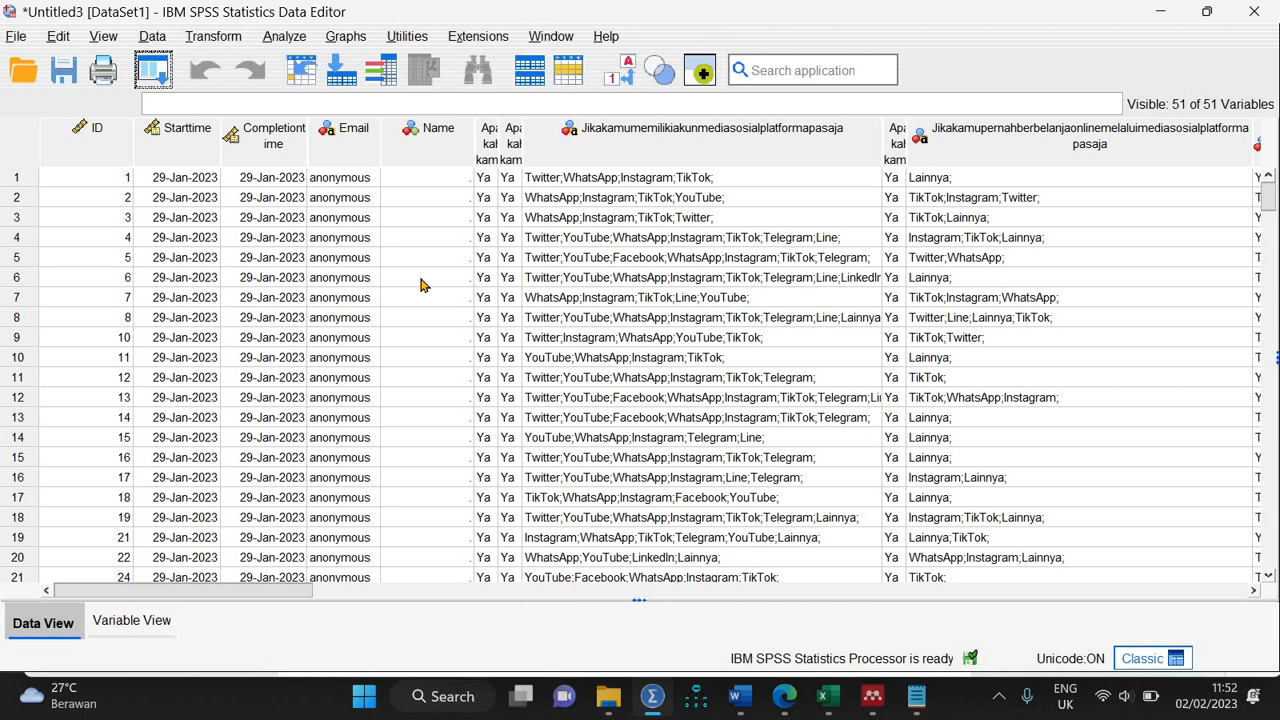 *Untitled3 [DataSet1] - IBM SPSS Statistics Data Editor
File Edit View Data Transform Analyze Graphs Utilities Extensions Window Help
Search application
Visible: 51 of 51 Variables
ID Starttime Completiont Email Name Apa Apa Jikakamumemilikiakunmediasosialplatformapasaja Apa Jikakamupernahberbelanjaonlinemelaluimediasosialplatforma
ime kah kah kah pasaja
kam kam kam
1 1 29-Jan-2023 29-Jan-2023 anonymous . Ya Ya Twitter;WhatsApp;Instagram;TikTok; Ya Lainnya; Y
2 2 29-Jan-2023 29-Jan-2023 anonymous . Ya Ya WhatsApp;Instagram;TikTok;YouTube; Ya TikTok;Instagram;Twitter; T
3 3 29-Jan-2023 29-Jan-2023 anonymous . Ya Ya WhatsApp;Instagram;TikTok;Twitter; Ya TikTok;Lainnya; T
4 4 29-Jan-2023 29-Jan-2023 anonymous . Ya Ya Twitter;YouTube;WhatsApp;Instagram;TikTok;Telegram;Line; Ya Instagram;TikTok;Lainnya; Y
5 5 29-Jan-2023 29-Jan-2023 anonymous . Ya Ya Twitter;YouTube;Facebook;WhatsApp;Instagram;TikTok;Telegram; Ya Twitter;WhatsApp; T
6 6 29-Jan-2023 29-Jan-2023 anonymous . Ya Ya Twitter;YouTube;WhatsApp;Instagram;TikTok;Telegram;Line;LinkedIn Ya Lainnya; Y
7 7 29-Jan-2023 29-Jan-2023 anonymous . Ya Ya WhatsApp;Instagram;TikTok;Line;YouTube; Ya TikTok;Instagram;WhatsApp; Y
8 8 29-Jan-2023 29-Jan-2023 anonymous . Ya Ya Twitter;YouTube;WhatsApp;Instagram;TikTok;Telegram;Line;Lainnya Ya Twitter;Line;Lainnya;TikTok; T
9 10 29-Jan-2023 29-Jan-2023 anonymous . Ya Ya Twitter;Instagram;WhatsApp;YouTube;TikTok; Ya TikTok;Twitter; Y
10 11 29-Jan-2023 29-Jan-2023 anonymous . Ya Ya YouTube;WhatsApp;Instagram;TikTok; Ya Lainnya; Y
11 12 29-Jan-2023 29-Jan-2023 anonymous . Ya Ya Twitter;YouTube;WhatsApp;Instagram;TikTok;Telegram; Ya TikTok; Y
12 13 29-Jan-2023 29-Jan-2023 anonymous . Ya Ya Twitter;YouTube;Facebook;WhatsApp;Instagram;TikTok;Telegram;Li Ya TikTok;WhatsApp;Instagram; Y
13 14 29-Jan-2023 29-Jan-2023 anonymous . Ya Ya Twitter;YouTube;Facebook;WhatsApp;Instagram;TikTok;Telegram; Ya Lainnya; Y
14 15 29-Jan-2023 29-Jan-2023 anonymous . Ya Ya YouTube;WhatsApp;Instagram;Telegram;Line; Ya Lainnya; T
15 16 29-Jan-2023 29-Jan-2023 anonymous . Ya Ya Twitter;YouTube;WhatsApp;Instagram;TikTok;Telegram; Ya Lainnya; T
16 17 29-Jan-2023 29-Jan-2023 anonymous . Ya Ya Twitter;YouTube;WhatsApp;Instagram;Line;Telegram; Ya Instagram;Lainnya; Y
17 18 29-Jan-2023 29-Jan-2023 anonymous . Ya Ya TikTok;WhatsApp;Instagram;Facebook;YouTube; Ya Lainnya; Y
18 19 29-Jan-2023 29-Jan-2023 anonymous . Ya Ya Twitter;YouTube;WhatsApp;Instagram;TikTok;Telegram;Lainnya; Ya Instagram;TikTok;Lainnya; Y
19 21 29-Jan-2023 29-Jan-2023 anonymous . Ya Ya Instagram;WhatsApp;TikTok;Telegram;YouTube;Lainnya; Ya Lainnya;TikTok; Y
20 22 29-Jan-2023 29-Jan-2023 anonymous . Ya Ya WhatsApp;YouTube;LinkedIn;Lainnya; Ya WhatsApp;Instagram;Lainnya; Y
21 24 29-Jan-2023 29-Jan-2023 anonymous . Ya Ya YouTube;Facebook;WhatsApp;Instagram;TikTok; Ya TikTok; Y
Data View Variable View
IBM SPSS Statistics Processor is ready Unicode:ON Classic
27°C
Berawan
Search
ENG
UK
11:52
02/02/2023